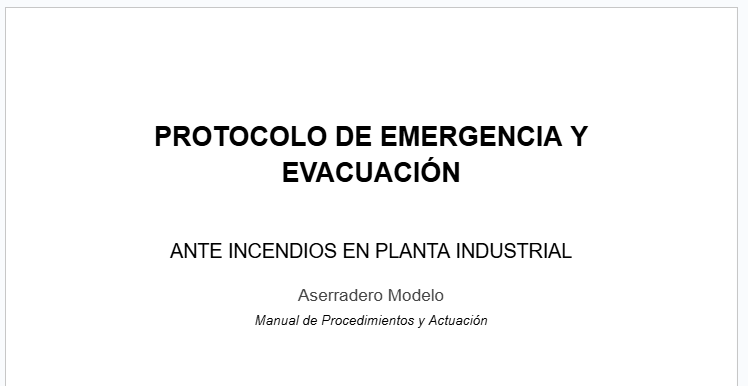 PROTOCOLO DE EMERGENCIA Y
EVACUACIÓN
ANTE INCENDIOS EN PLANTA INDUSTRIAL
Aserradero Modelo
Manual de Procedimientos y Actuación